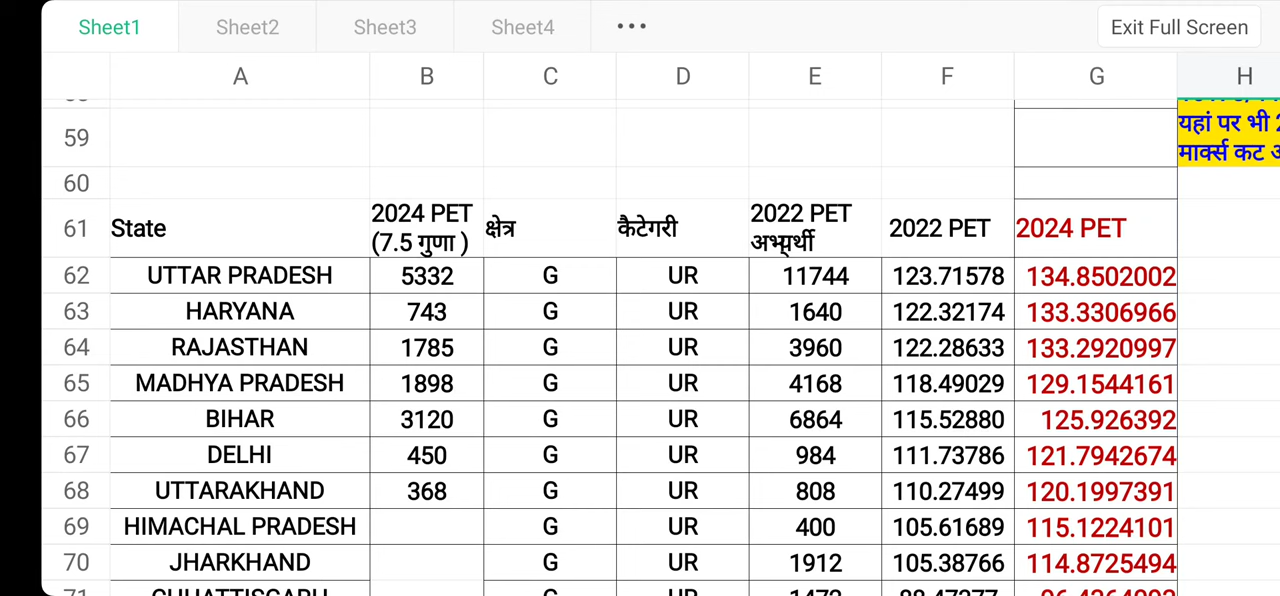 Sheet1 Sheet2 Sheet3 Sheet4 ••• Exit Full Screen
A B C D E F G H
59 यहां पर भी
मार्क्स कट
60
61 State 2024 PET (7.5 गुणा ) क्षेत्र कैटेगरी 2022 PET अभ्यर्थी 2022 PET 2024 PET
62 UTTAR PRADESH 5332 G UR 11744 123.71578 134.8502002
63 HARYANA 743 G UR 1640 122.32174 133.3306966
64 RAJASTHAN 1785 G UR 3960 122.28633 133.2920997
65 MADHYA PRADESH 1898 G UR 4168 118.49029 129.1544161
66 BIHAR 3120 G UR 6864 115.52880 125.926392
67 DELHI 450 G UR 984 111.73786 121.7942674
68 UTTARAKHAND 368 G UR 808 110.27499 120.1997391
69 HIMACHAL PRADESH G UR 400 105.61689 115.1224101
70 JHARKHAND G UR 1912 105.38766 114.8725494